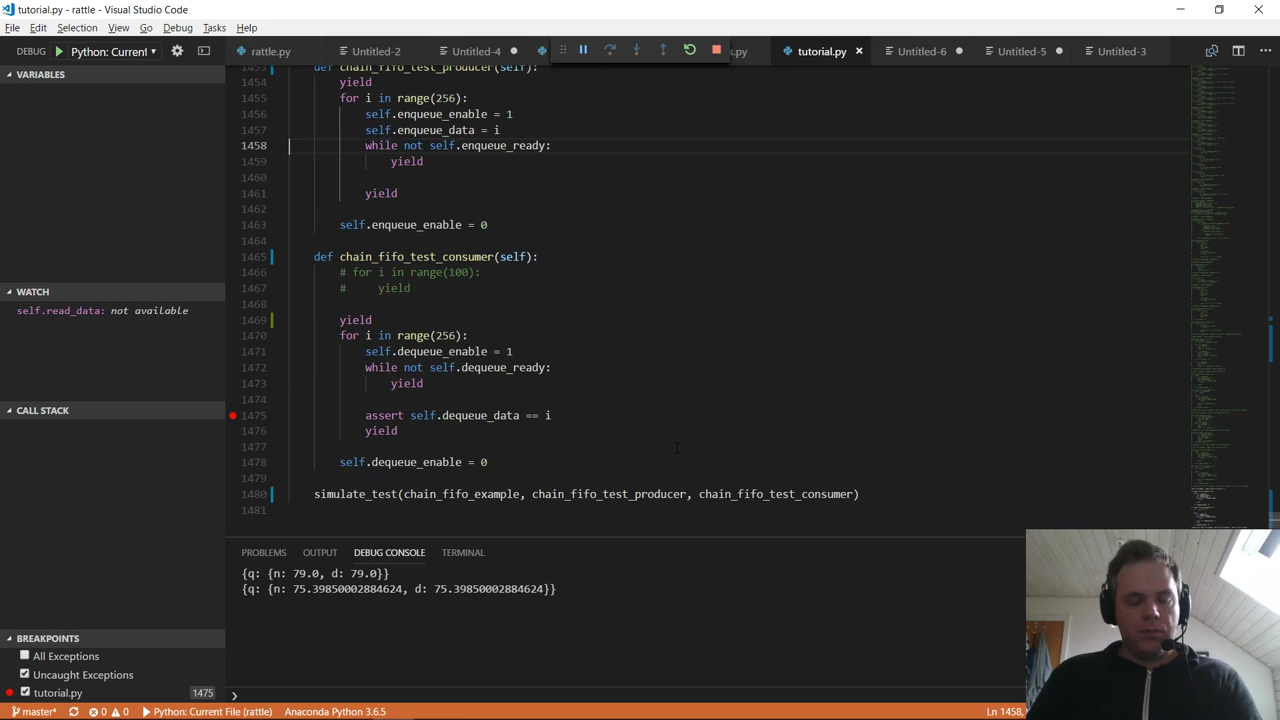 tutorial.py - rattle - Visual Studio Code
File Edit Selection View Go Debug Tasks Help
DEBUG Python: Current
rattle.py Untitled-2 Untitled-4 s.py tutorial.py Untitled-6 Untitled-5 Untitled-3
VARIABLES
WATCH
self.read_data: not available
CALL STACK
BREAKPOINTS
All Exceptions
Uncaught Exceptions
tutorial.py 1475
1453 def chain_fifo_test_producer(self):
1454 yield
1455 for i in range(256):
1456 self.enqueue_enable = 1
1457 self.enqueue_data = i
1458 while not self.enqueue_ready:
1459 yield
1460
1461 yield
1462
1463 self.enqueue_enable = 0
1464
1465 def chain_fifo_test_consumer(self):
1466 # for i in range(100):
1467 # yield
1468
1469 yield
1470 for i in range(256):
1471 self.dequeue_enable = 1
1472 while not self.dequeue_ready:
1473 yield
1474
1475 assert self.dequeue_data == i
1476 yield
1477
1478 self.dequeue_enable = 0
1479
1480 simulate_test(chain_fifo_example, chain_fifo_test_producer, chain_fifo_test_consumer)
1481
PROBLEMS OUTPUT DEBUG CONSOLE TERMINAL
{q: {n: 79.0, d: 79.0}}
{q: {n: 75.39850002884624, d: 75.39850002884624}}
master* 0 0 Python: Current File (rattle) Anaconda Python 3.6.5 Ln 1458,